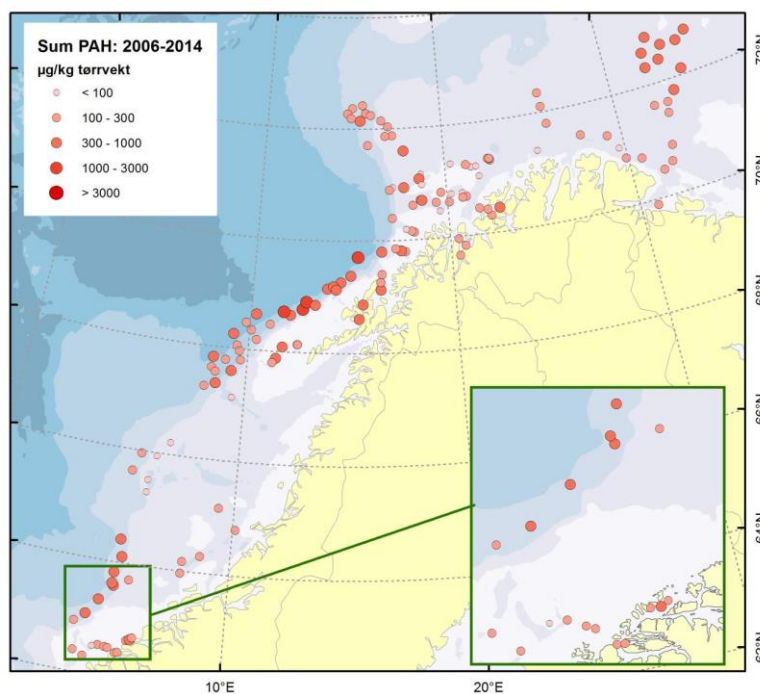 Sum PAH: 2006-2014
µg/kg tørrvekt
< 100
100 - 300
300 - 1000
1000 - 3000
> 3000
72°N
70°N
68°N
66°N
64°N
62°N
10°E
20°E